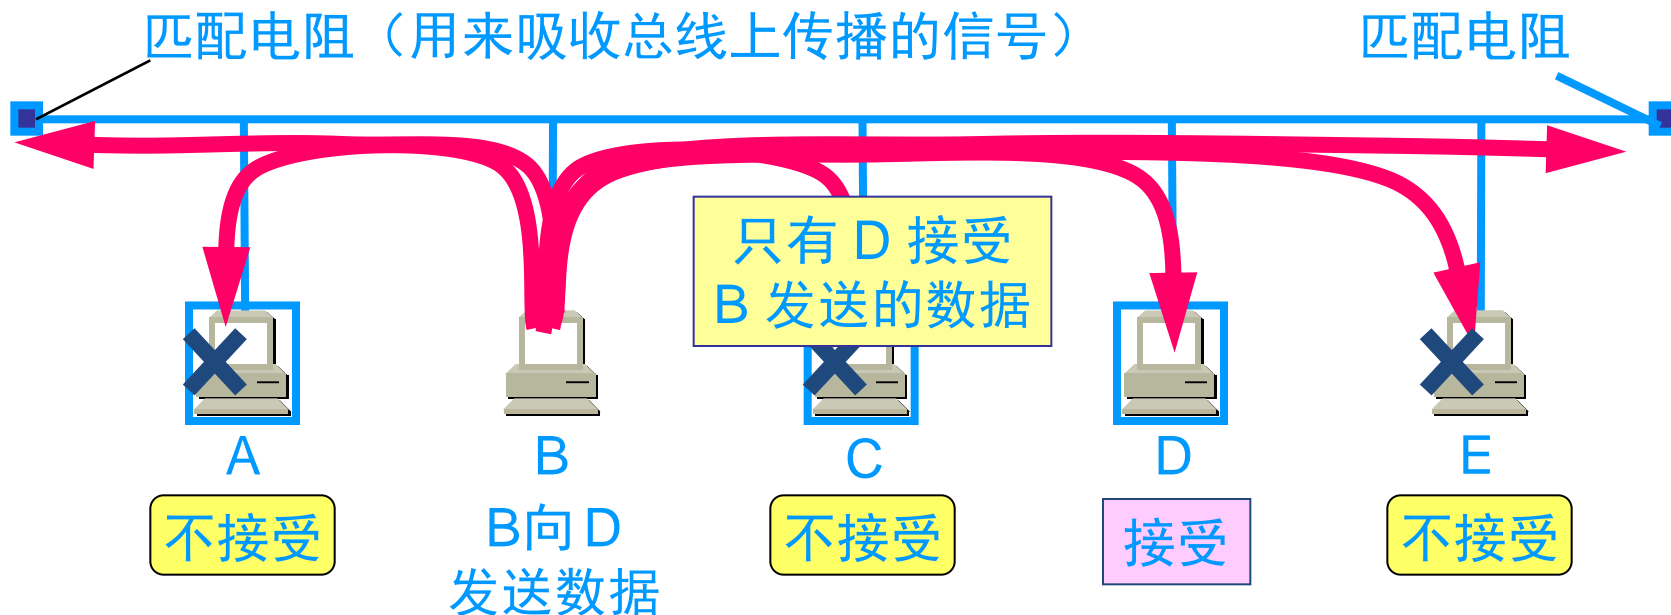 匹配电阻（用来吸收总线上传播的信号）
匹配电阻
只有 D 接受
B 发送的数据
A
B
C
D
E
不接受
B向 D
发送数据
不接受
接受
不接受